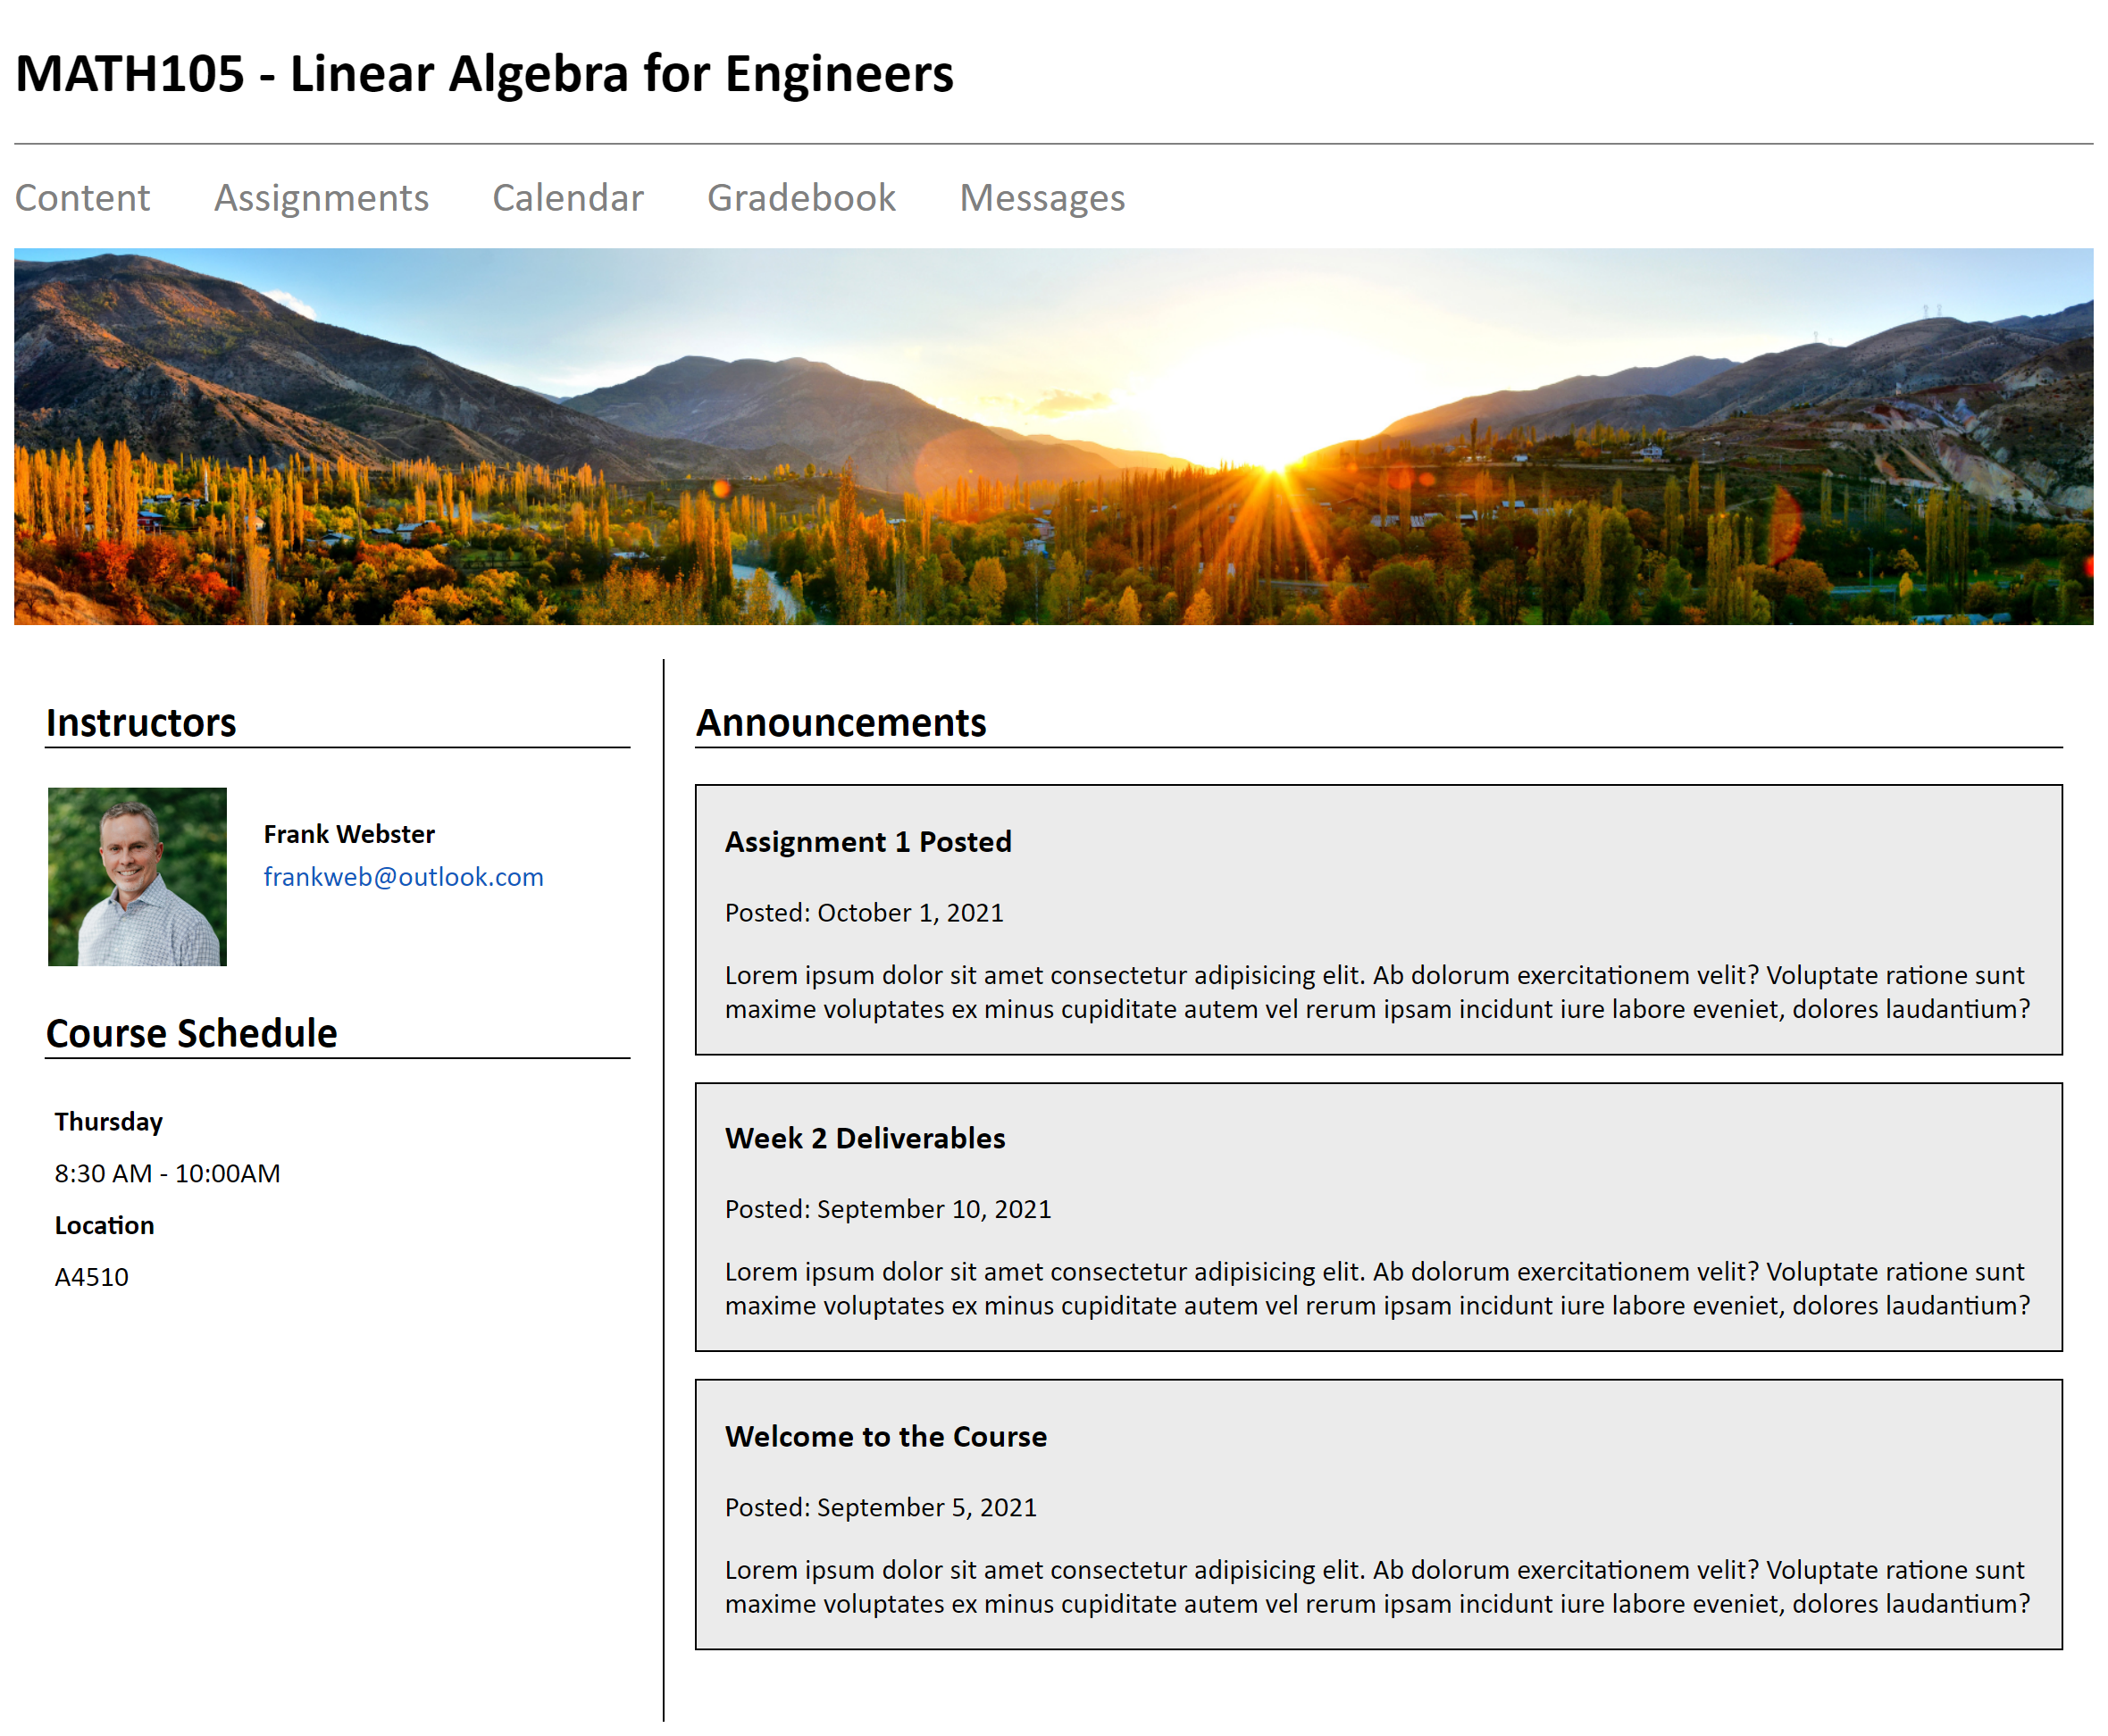 MATH105 - Linear Algebra for Engineers
Content Assignments Calendar Gradebook Messages
Instructors
Frank Webster
frankweb@outlook.com
Course Schedule
Thursday
8:30 AM - 10:00AM
Location
A4510
Announcements
Assignment 1 Posted
Posted: October 1, 2021
Lorem ipsum dolor sit amet consectetur adipisicing elit. Ab dolorum exercitationem velit? Voluptate ratione sunt
maxime voluptates ex minus cupiditate autem vel rerum ipsam incidunt iure labore eveniet, dolores laudantium?
Week 2 Deliverables
Posted: September 10, 2021
Lorem ipsum dolor sit amet consectetur adipisicing elit. Ab dolorum exercitationem velit? Voluptate ratione sunt
maxime voluptates ex minus cupiditate autem vel rerum ipsam incidunt iure labore eveniet, dolores laudantium?
Welcome to the Course
Posted: September 5, 2021
Lorem ipsum dolor sit amet consectetur adipisicing elit. Ab dolorum exercitationem velit? Voluptate ratione sunt
maxime voluptates ex minus cupiditate autem vel rerum ipsam incidunt iure labore eveniet, dolores laudantium?